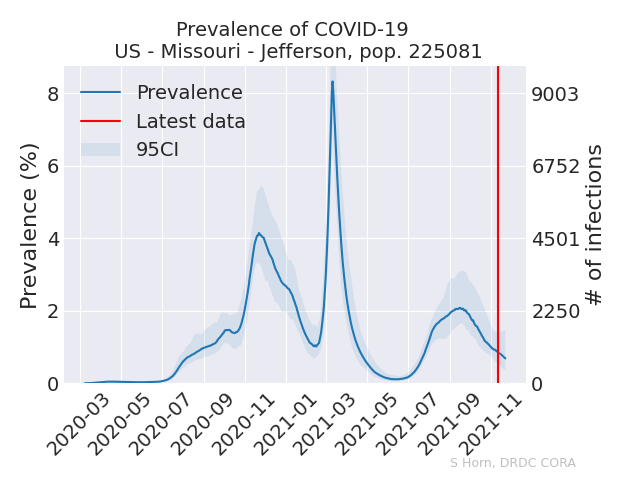 Prevalence of COVID-19
US - Missouri - Jefferson, pop. 225081
Prevalence
Latest data
95CI
Prevalence (%)
8
6
4
2
0
9003
6752
4501
2250
0
# of infections
2020-03
2020-05
2020-07
2020-09
2020-11
2021-01
2021-03
2021-05
2021-07
2021-09
2021-11
S Horn, DRDC CORA